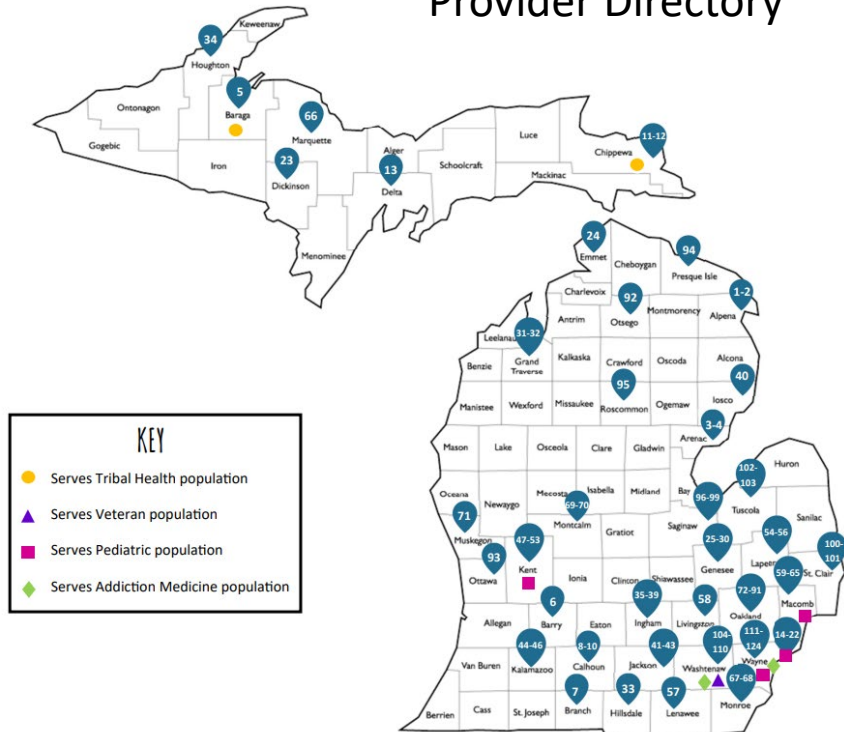 Provider Directory
Keweenaw
34
Houghton
5
Baraga
Ontonagon
66
Marquette
Gogebic
Iron
23
Dickinson
Alger
13
Delta
Schoolcraft
Luce
11-12
Chippewa
Mackinac
Menominee
24
Emmet
Cheboygan
94
Presque Isle
Charlevoix
92
Otsego
Montmorency
1-2
Alpena
Antrim
31-32
Leelanau
Grand
Traverse
Benzie
Kalkaska
Crawford
Oscoda
Alcona
40
Iosco
95
Roscommon
Manistee
Wexford
Missaukee
Ogemaw
3-4
Arenac
Mason
Lake
Osceola
Clare
Gladwin
Huron
102-
103
Tuscola
Oceana
Newaygo
Mecosta
Isabella
Midland
Bay
96-99
Saginaw
Sanilac
71
Muskegon
69-70
Montcalm
Gratiot
47-53
Kent
25-30
Genesee
54-56
Lapeer
100-
101
St. Clair
93
Ottawa
Ionia
Clinton
Shiawassee
59-65
Macomb
72-91
Oakland
6
Barry
35-39
Ingham
58
Livingston
Allegan
Eaton
44-46
Kalamazoo
8-10
Calhoun
41-43
Jackson
104-
110
Washtenaw
111-
124
Wayne
14-22
Van Buren
67-68
Monroe
7
Branch
33
Hillsdale
57
Lenawee
Berrien
Cass
St. Joseph
KEY
Serves Tribal Health population
Serves Veteran population
Serves Pediatric population
Serves Addiction Medicine population